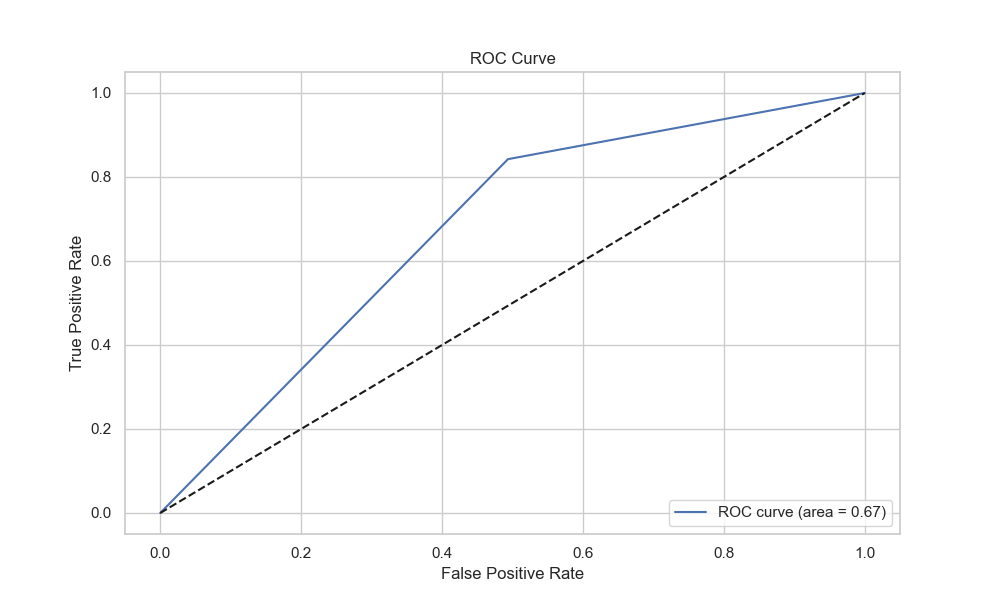 ROC Curve
1.0
0.8
0.6
0.4
0.2
0.0
True Positive Rate
ROC curve (area = 0.67)
0.0 0.2 0.4 0.6 0.8 1.0
False Positive Rate